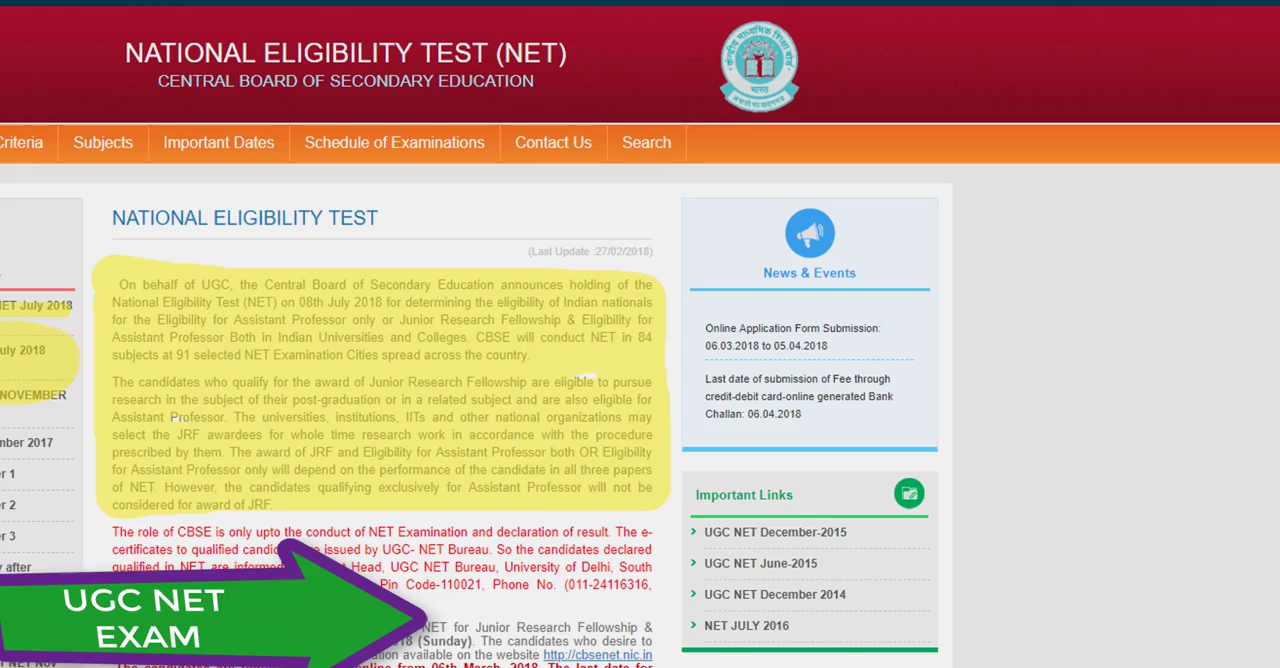 NATIONAL ELIGIBILITY TEST (NET)
CENTRAL BOARD OF SECONDARY EDUCATION
केन्द्रीय माध्यमिक शिक्षा बोर्ड
भारत
असतो मा सद्गमय
Criteria Subjects Important Dates Schedule of Examinations Contact Us Search
NET July 2018
July 2018
NOVEMBER
2017
r 1
r 2
r 3
after
NATIONAL ELIGIBILITY TEST
(Last Update :27/02/2018)
On behalf of UGC, the Central Board of Secondary Education announces holding of the
National Eligibility Test (NET) on 08th July 2018 for determining the eligibility of Indian nationals
for the Eligibility for Assistant Professor only or Junior Research Fellowship & Eligibility for
Assistant Professor Both in Indian Universities and Colleges. CBSE will conduct NET in 84
subjects at 91 selected NET Examination Cities spread across the country.
The candidates who qualify for the award of Junior Research Fellowship are eligible to pursue
research in the subject of their post-graduation or in a related subject and are also eligible for
Assistant Professor. The universities, institutions, IITs and other national organizations may
select the JRF awardees for whole time research work in accordance with the procedure
prescribed by them. The award of JRF and Eligibility for Assistant Professor both OR Eligibility
for Assistant Professor only will depend on the performance of the candidate in all three papers
of NET. However, the candidates qualifying exclusively for Assistant Professor will not be
considered for award of JRF.
The role of CBSE is only upto the conduct of NET Examination and declaration of result. The e-
certificates to qualified issued by UGC- NET Bureau. So the candidates declared
qualified in NET are Head, UGC NET Bureau, University of Delhi, South
Pin Code-110021, Phone No. (011-24116316,
NET for Junior Research Fellowship &
(Sunday). The candidates who desire to
available on the website http://cbsenet.nic.in
from 06th March, 2018. The last date for
UGC NET
EXAM
News & Events
Online Application Form Submission:
06.03.2018 to 05.04.2018
Last date of submission of Fee through
credit-debit card-online generated Bank
Challan: 06.04.2018
Important Links
UGC NET December-2015
UGC NET June-2015
UGC NET December 2014
NET JULY 2016